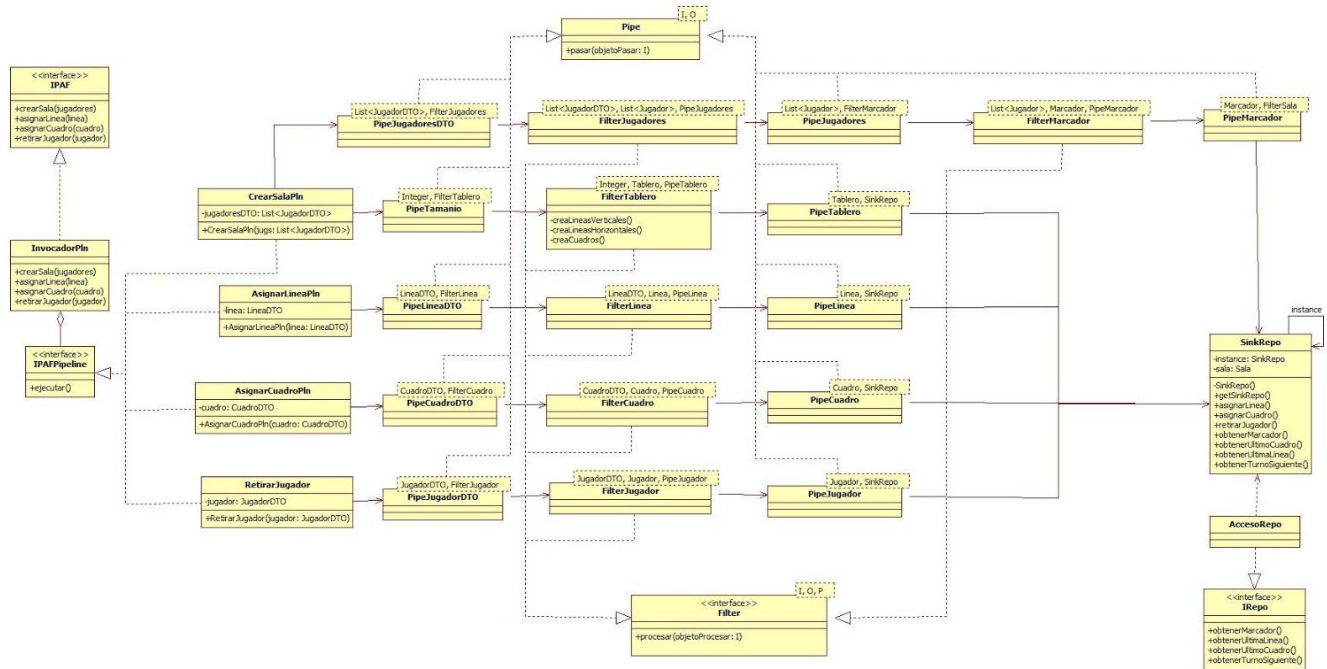 I, O
Pipe
+pasar(objetoPasar: I)
<<interface>>
IPAF
+crearSala(jugadores)
+asignarLinea(linea)
+asignarCuadro(cuadro)
+retirarJugador(jugador)
List<JugadorDTO>, FilterJugadores
PipeJugadoresDTO
List<JugadorDTO>, List<Jugador>, PipeJugadores
FilterJugadores
List<Jugador>, FilterMarcador
PipeJugadores
List<Jugador>, Marcador, PipeMarcador
FilterMarcador
Marcador, FilterSala
PipeMarcador
CrearSalaPln
-jugadoresDTO: List<JugadorDTO>
+CrearSalaPln(jugs: List<JugadorDTO>)
Integer, FilterTablero
PipeTamanio
Integer, Tablero, PipeTablero
FilterTablero
-creaLineasVerticales()
-creaLineasHorizontales()
-creaCuadros()
Tablero, SinkRepo
PipeTablero
InvocadorPln
+crearSala(jugadores)
+asignarLinea(linea)
+asignarCuadro(cuadro)
+retirarJugador(jugador)
AsignarLineaPln
-linea: LineaDTO
+AsignarLineaPln(linea: LineaDTO)
LineaDTO, FilterLinea
PipeLineaDTO
LineaDTO, Linea, PipeLinea
FilterLinea
Linea, SinkRepo
PipeLinea
instance
SinkRepo
-instance: SinkRepo
-sala: Sala
-SinkRepo()
+getSinkRepo()
+asignarLinea()
+asignarCuadro()
+retirarJugador()
+obtenerMarcador()
+obtenerUltimoCuadro()
+obtenerUltimaLinea()
+obtenerTurnoSiguiente()
<<interface>>
IPAFPipeline
+ejecutar()
AsignarCuadroPln
-cuadro: CuadroDTO
+AsignarCuadroPln(cuadro: CuadroDTO)
CuadroDTO, FilterCuadro
PipeCuadroDTO
CuadroDTO, Cuadro, PipeCuadro
FilterCuadro
Cuadro, SinkRepo
PipeCuadro
RetirarJugador
-jugador: JugadorDTO
+RetirarJugador(jugador: JugadorDTO)
JugadorDTO, FilterJugador
PipeJugadorDTO
JugadorDTO, Jugador, PipeJugador
FilterJugador
Jugador, SinkRepo
PipeJugador
AccesoRepo
I, O, P
<<interface>>
Filter
+procesar(objetoProcesar: I)
<<interface>>
IRepo
+obtenerMarcador()
+obtenerUltimaLinea()
+obtenerUltimoCuadro()
+obtenerTurnoSiguiente()